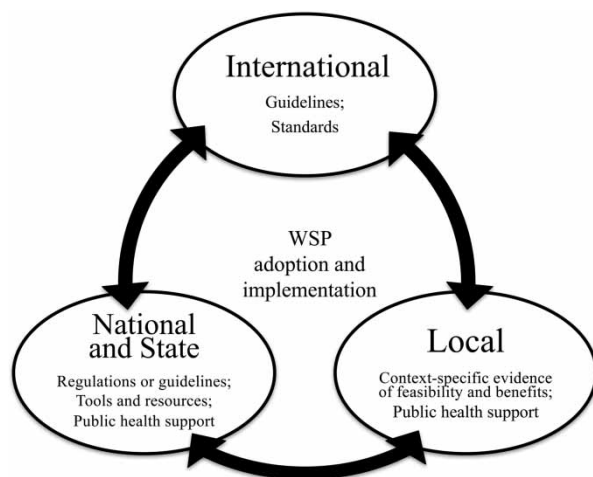 International
Guidelines;
Standards
WSP
adoption and
implementation
National
and State
Regulations or guidelines;
Tools and resources;
Public health support
Local
Context-specific evidence
of feasibility and benefits;
Public health support